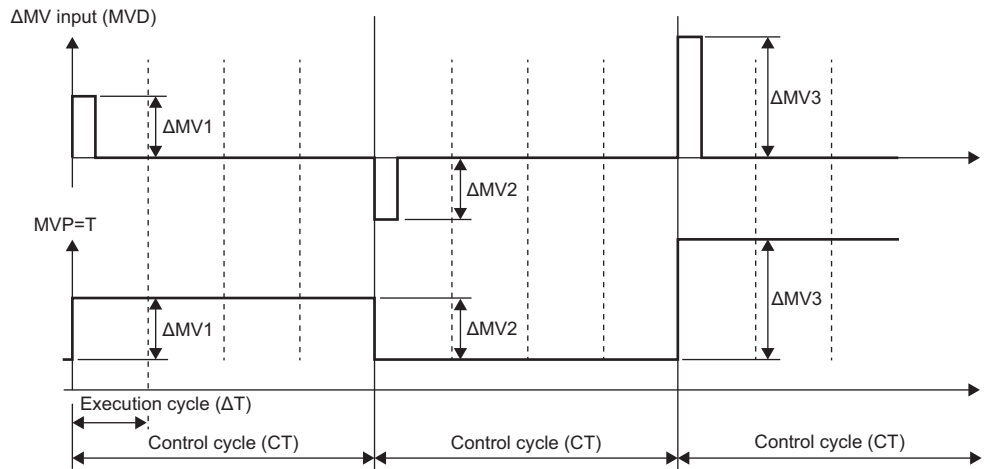 ΔMV input (MVD)
ΔMV1
ΔMV2
ΔMV3
MVP=T
ΔMV1
ΔMV2
ΔMV3
Execution cycle (ΔT)
Control cycle (CT)
Control cycle (CT)
Control cycle (CT)